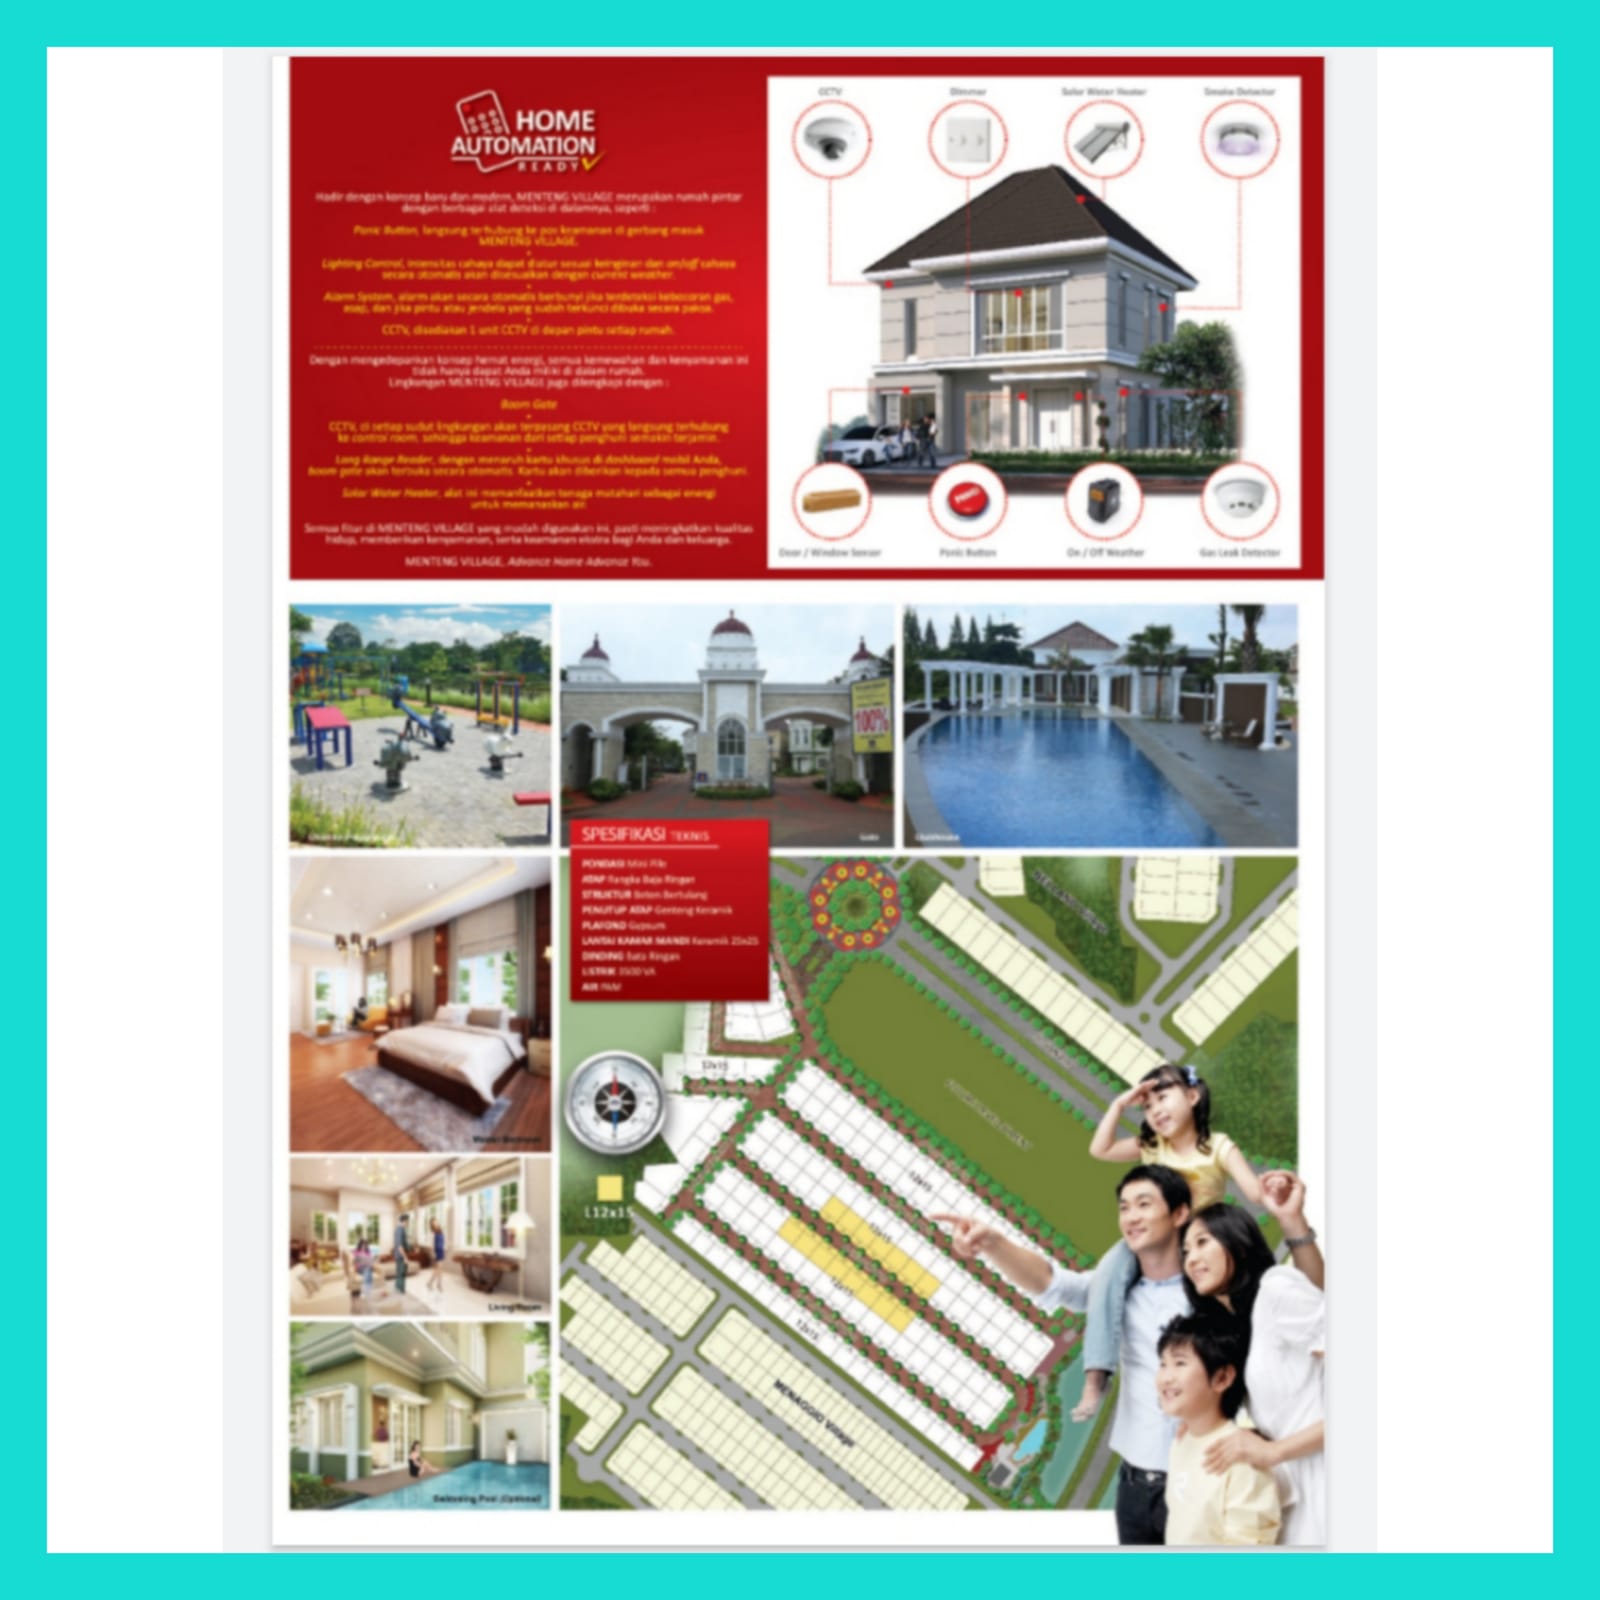 HOME
AUTOMATION
READY
Hadir dengan konsep baru dan modern, MENTENG VILLAGE merupakan rumah pintar
dengan berbagai alat deteksi di dalamnya, seperti :
Panic Button, langsung terhubung ke pos keamanan di gerbang masuk
MENTENG VILLAGE.
Lighting Control, intensitas cahaya dapat diatur sesuai keinginan dan on/off cahaya
secara otomatis akan disesuaikan dengan current weather.
Alarm System, alarm akan secara otomatis berbunyi jika terdeteksi kebocoran gas,
asap, dan jika pintu atau jendela yang sudah terkunci dibuka secara paksa.
CCTV, disediakan 1 unit CCTV di depan pintu setiap rumah.
Dengan mengedepankan konsep hemat energi, semua kemewahan dan kenyamanan ini
tidak hanya dapat Anda miliki di dalam rumah.
Lingkungan MENTENG VILLAGE juga dilengkapi dengan :
Boom Gate
CCTV, di setiap sudut lingkungan akan terpasang CCTV yang langsung terhubung
ke control room, sehingga keamanan dari setiap penghuni semakin terjamin.
Long Range Reader, dengan menaruh kartu khusus di dashboard mobil Anda,
boom gate akan terbuka secara otomatis. Kartu akan diberikan kepada semua penghuni.
Solar Water Heater, alat ini memanfaatkan tenaga matahari sebagai energi
untuk memanaskan air.
Semua fitur di MENTENG VILLAGE yang mudah digunakan ini, pasti meningkatkan kualitas
hidup, memberikan kenyamanan, serta keamanan ekstra bagi Anda dan keluarga.
MENTENG VILLAGE, Advance Home Advance You.
CCTV
Dimmer
Solar Water Heater
Smoke Detector
Door / Window Sensor
Panic Button
On / Off Weather
Gas Leak Detector
100%
Gate
Clubhouse
SPESIFIKASI TEKNIS
PONDASI Mini Pile
ATAP Rangka Baja Ringan
STRUKTUR Beton Bertulang
PENUTUP ATAP Genteng Keramik
PLAFOND Gypsum
LANTAI KAMAR MANDI Keramik 25x25
DINDING Bata Ringan
LISTRIK 3500 VA
AIR PAM
Master Bedroom
Living Room
Swimming Pool (Optional)
12x15
L12x15
12x15
12x15
12x15
12x15
MENAGGIO Village